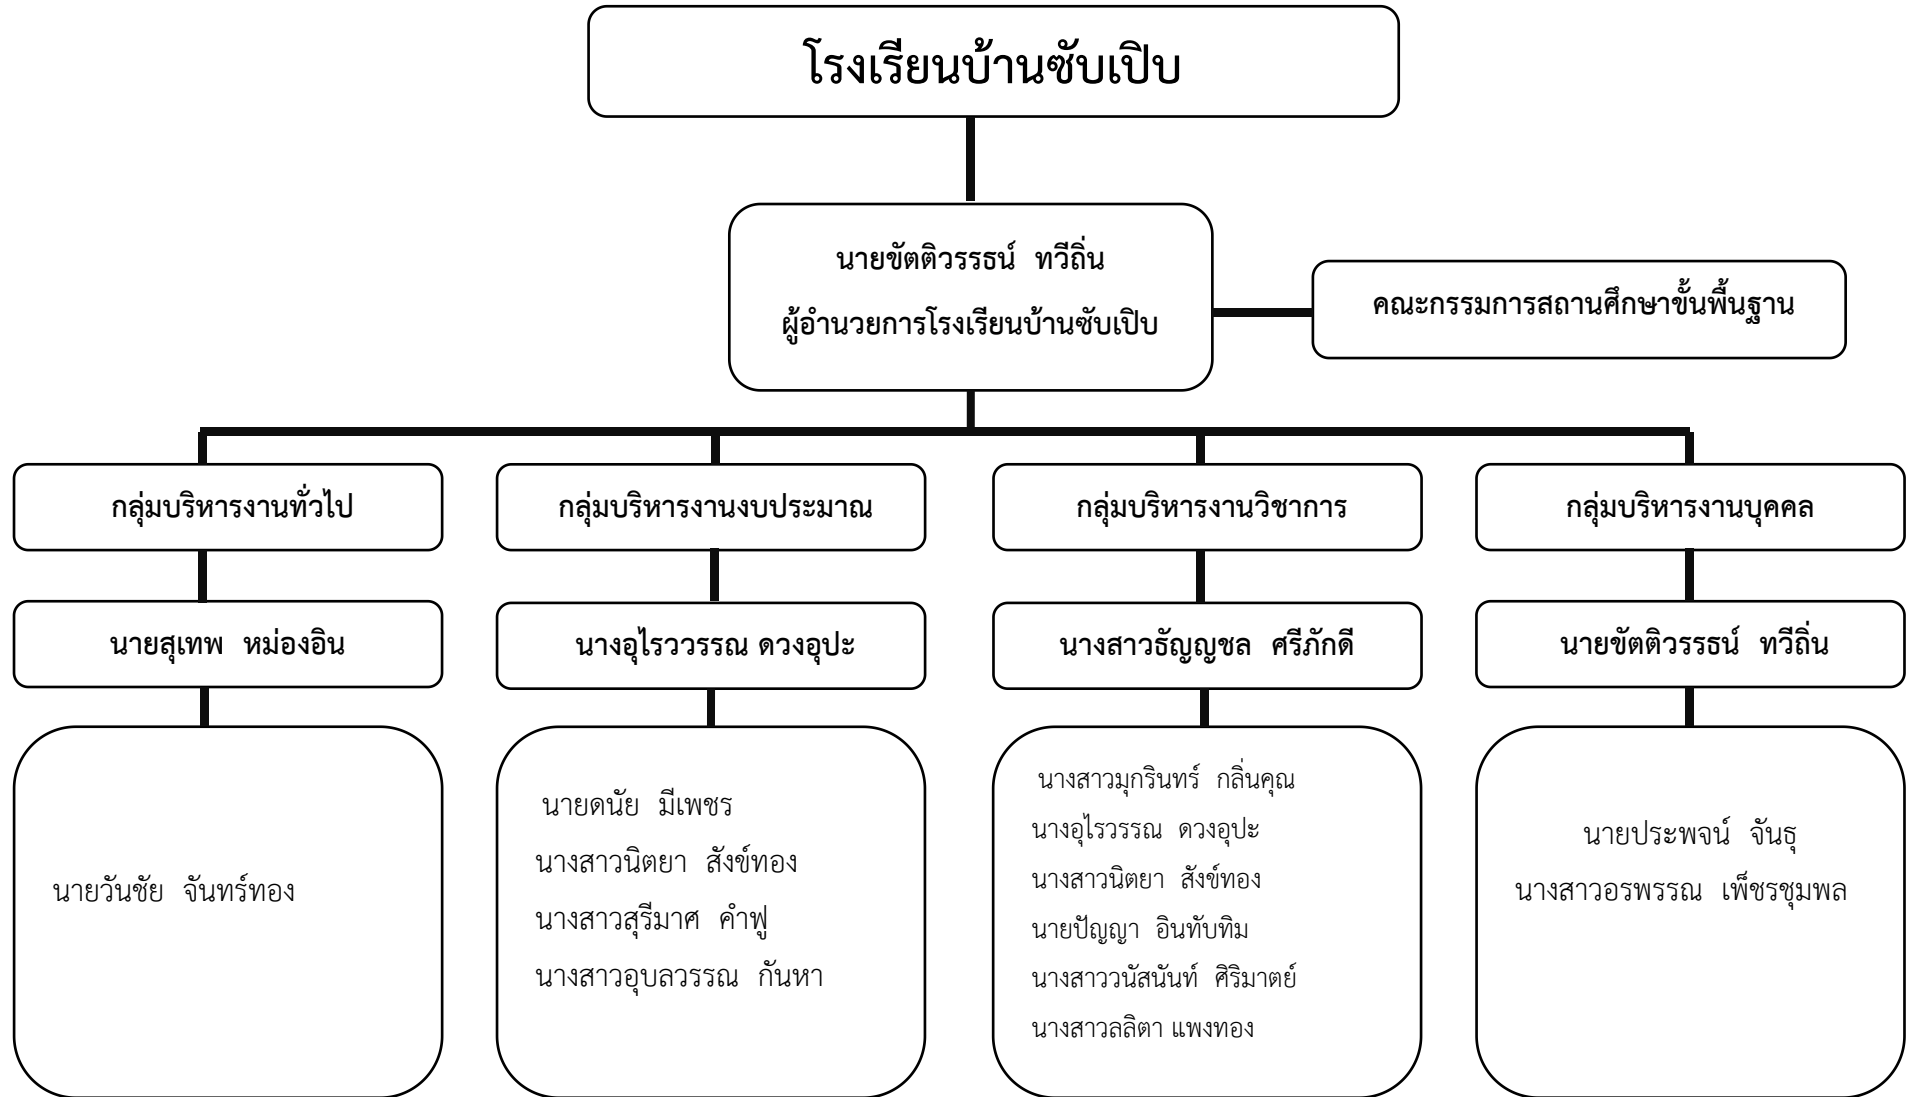 โรงเรียนบ้านซับเปิบ
นายขัตติวรรธน์ ทวีถิ่น
ผู้อำนวยการโรงเรียนบ้านซับเปิบ
คณะกรรมการสถานศึกษาขั้นพื้นฐาน
กลุ่มบริหารงานทั่วไป
กลุ่มบริหารงานงบประมาณ
กลุ่มบริหารงานวิชาการ
กลุ่มบริหารงานบุคคล
นายสุเทพ หม่องอิน
นางอุไรววรรณ ดวงอุปะ
นางสาวธัญญชล ศรีภักดี
นายขัตติวรรธน์ ทวีถิ่น
นายวันชัย จันทร์ทอง
นายดนัย มีเพชร
นางสาวนิตยา สังข์ทอง
นางสาวสุรีมาศ คำฟู
นางสาวอุบลวรรณ กันหา
นางสาวมุกรินทร์ กลิ่นคุณ
นางอุไรวรรณ ดวงอุปะ
นางสาวนิตยา สังข์ทอง
นายปัญญา อินทับทิม
นางสาววนัสนันท์ ศิริมาตย์
นางสาวลลิตา แพงทอง
นายประพจน์ จันธุ
นางสาวอรพรรณ เพ็ชรชุมพล